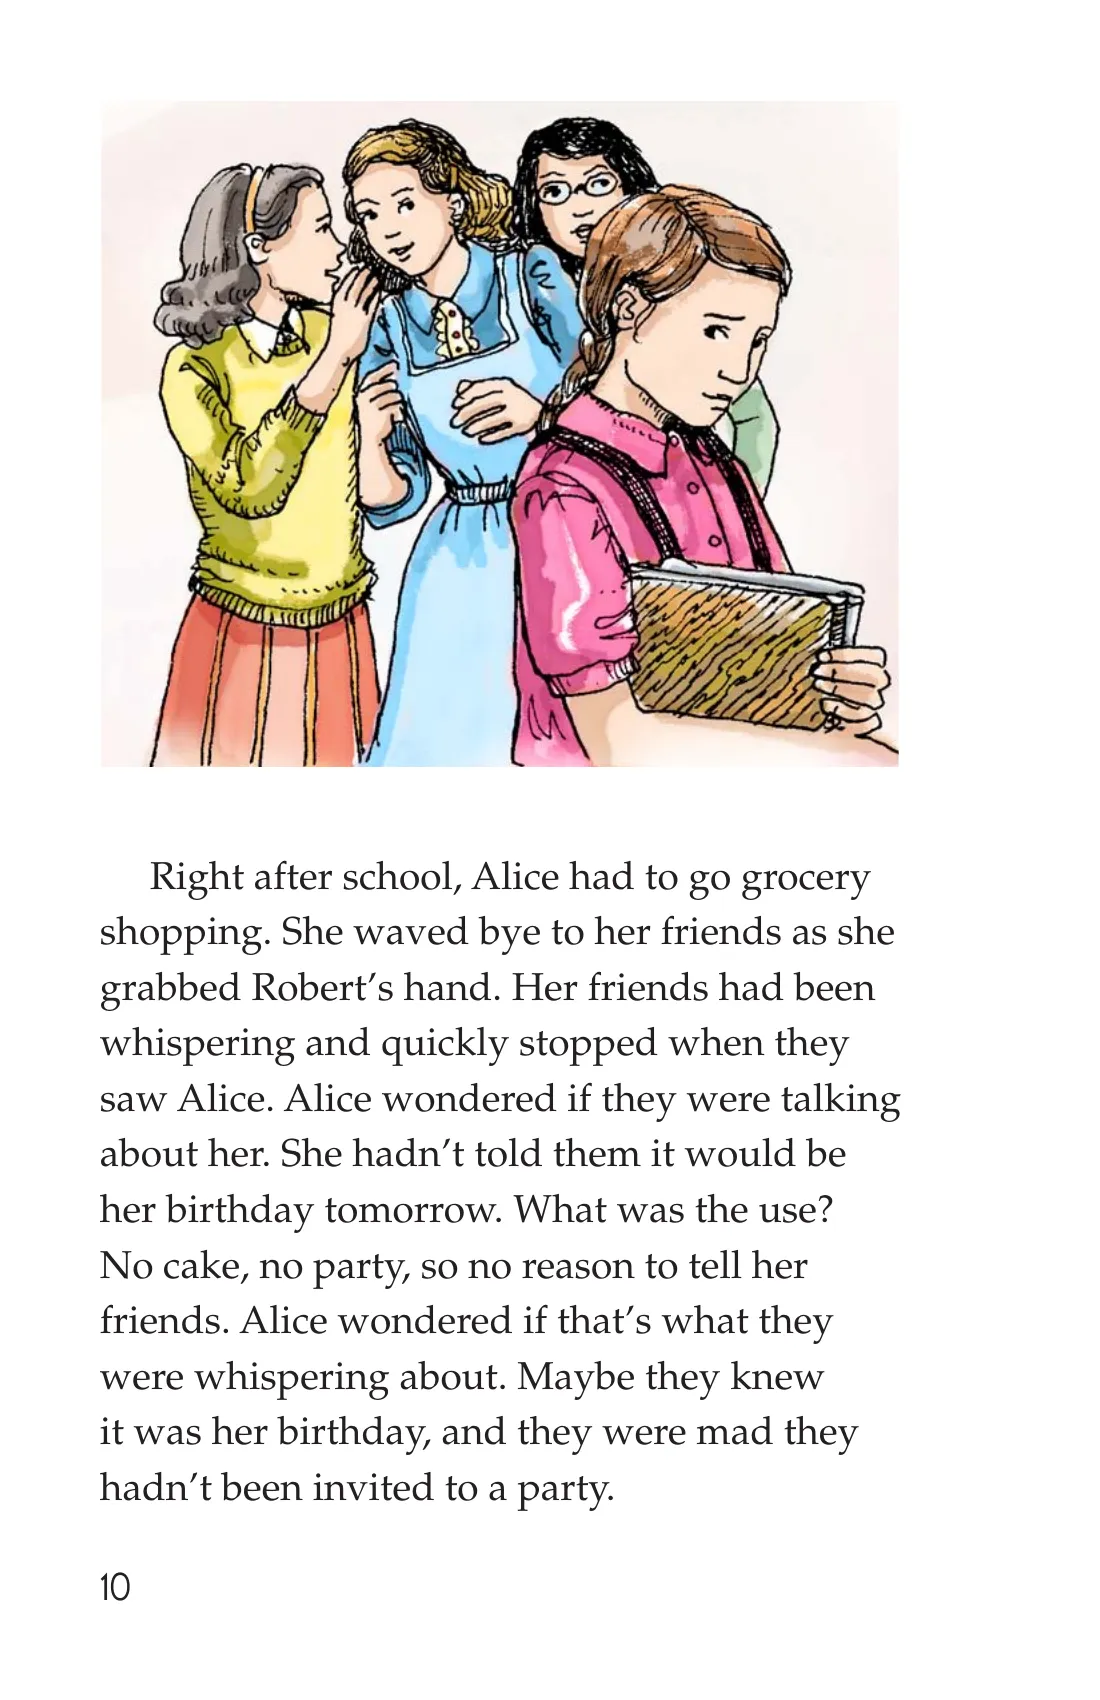 Right after school, Alice had to go grocery
shopping. She waved bye to her friends as she
grabbed Robert’s hand. Her friends had been
whispering and quickly stopped when they
saw Alice. Alice wondered if they were talking
about her. She hadn’t told them it would be
her birthday tomorrow. What was the use?
No cake, no party, so no reason to tell her
friends. Alice wondered if that’s what they
were whispering about. Maybe they knew
it was her birthday, and they were mad they
hadn’t been invited to a party.
10